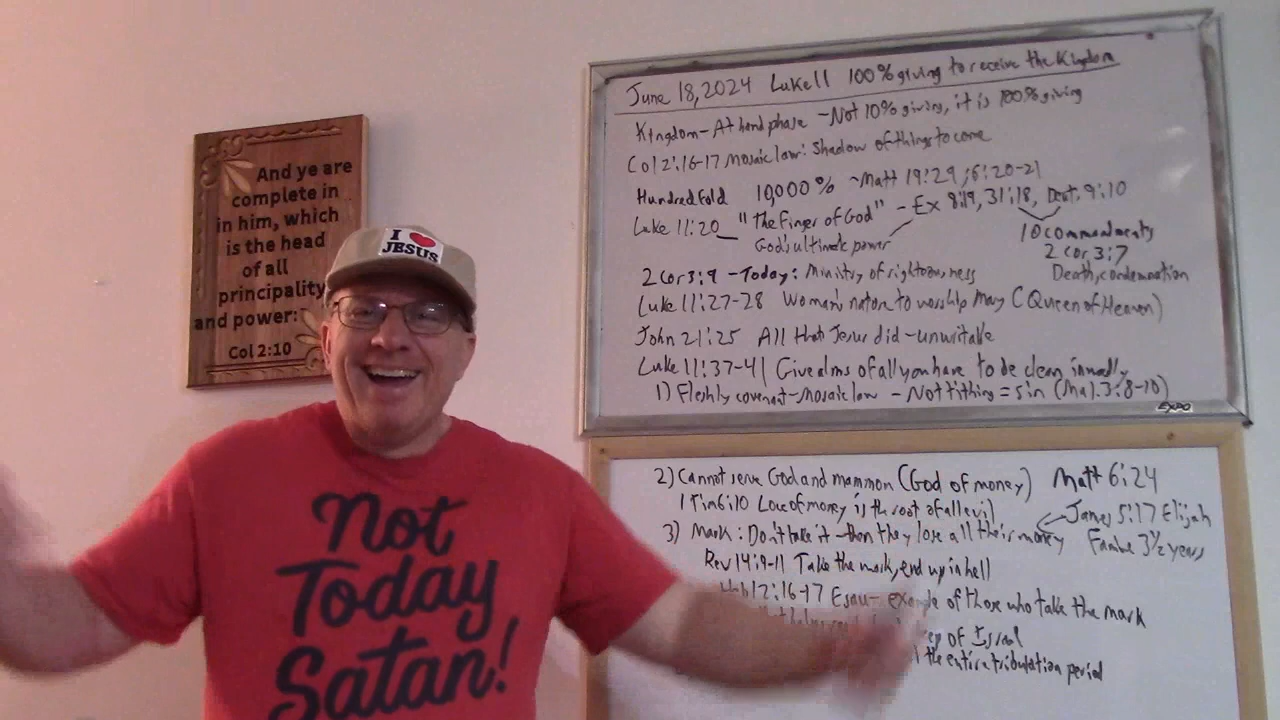 And ye are
complete in
in him, which
is the head
of all
principality
and power:
Col 2:10
I ❤
JESUS
Not
Today
Satan!
June 18, 2024 Luke 11 100% giving to receive the Kingdom
Kingdom - At hand phase - Not 10% giving, it is 100% giving
Col 2:16-17 Mosaic law: Shadow of things to come
Hundredfold 10,000% - Matt 19:29; 6:20-21
Luke 11:20 "the Finger of God" - Ex 8:19, 31:18, Deut. 9:10
God's ultimate power
10 commandments
2 Cor 3:7
Death, condemnation
2 Cor 3:9 - Today: Ministry of righteousness
Luke 11:27-28 Woman's nature to worship Mary (Queen of Heaven)
John 21:25 All that Jesus did - unwritable
Luke 11:37-41 Give alms of all you have to be clean inwardly
1) Fleshly covenant - Mosaic law - Not tithing = sin (Mal. 3:8-10)
EXPO
2) Cannot serve God and mammon (God of money) Matt 6:24
1 Tim 6:10 Love of money is the root of all evil
James 5:17 Elijah
3) Mark: Don't take it - then they lose all their money
Famine 3 1/2 years
Rev 14:9-11 Take the mark, end up in hell
12:16-17 Esau - example of those who take the mark
of Israel
the entire tribulation period